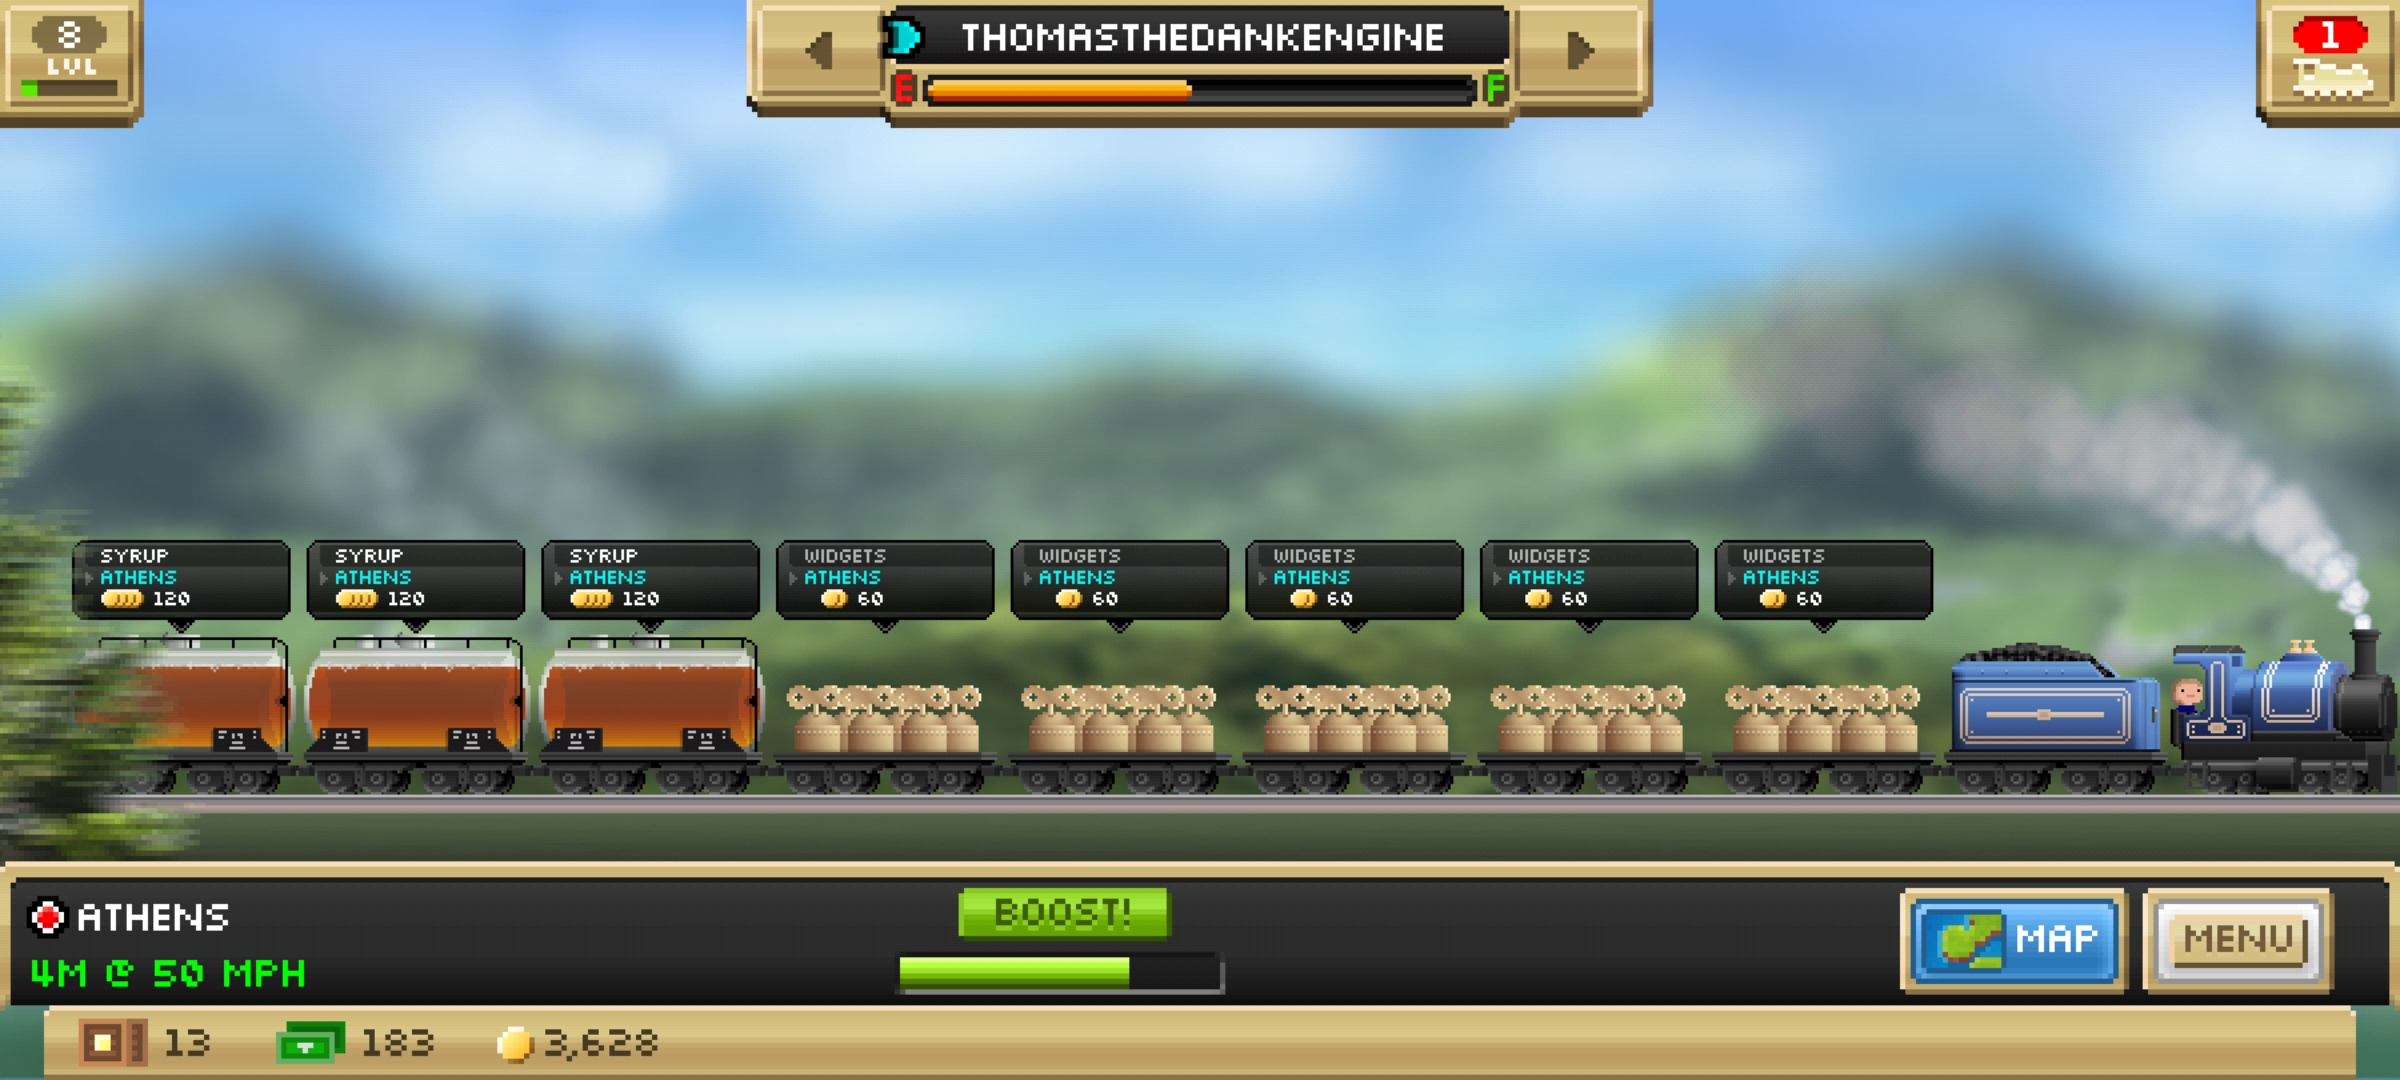 8
LVL
THOMASTHEDANKENGINE
E F
1
SYRUP
ATHENS
120
SYRUP
ATHENS
120
SYRUP
ATHENS
120
WIDGETS
ATHENS
60
WIDGETS
ATHENS
60
WIDGETS
ATHENS
60
WIDGETS
ATHENS
60
WIDGETS
ATHENS
60
ATHENS
4M @ 50 MPH
BOOST!
MAP
MENU
13
183
3,628